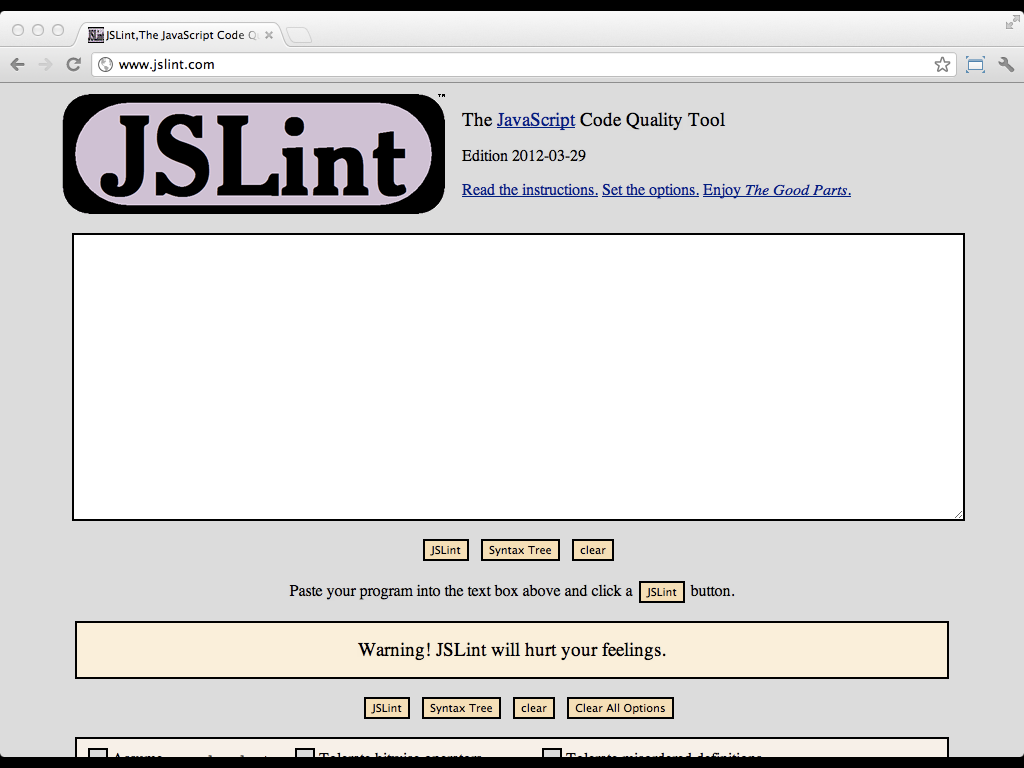 JSLint,The JavaScript Code Q
www.jslint.com
JSLint ™
The JavaScript Code Quality Tool
Edition 2012-03-29
Read the instructions. Set the options. Enjoy The Good Parts.
JSLint Syntax Tree clear
Paste your program into the text box above and click a JSLint button.
Warning! JSLint will hurt your feelings.
JSLint Syntax Tree clear Clear All Options
Assume Tolerate bitwise operators Tolerate misordered definitions